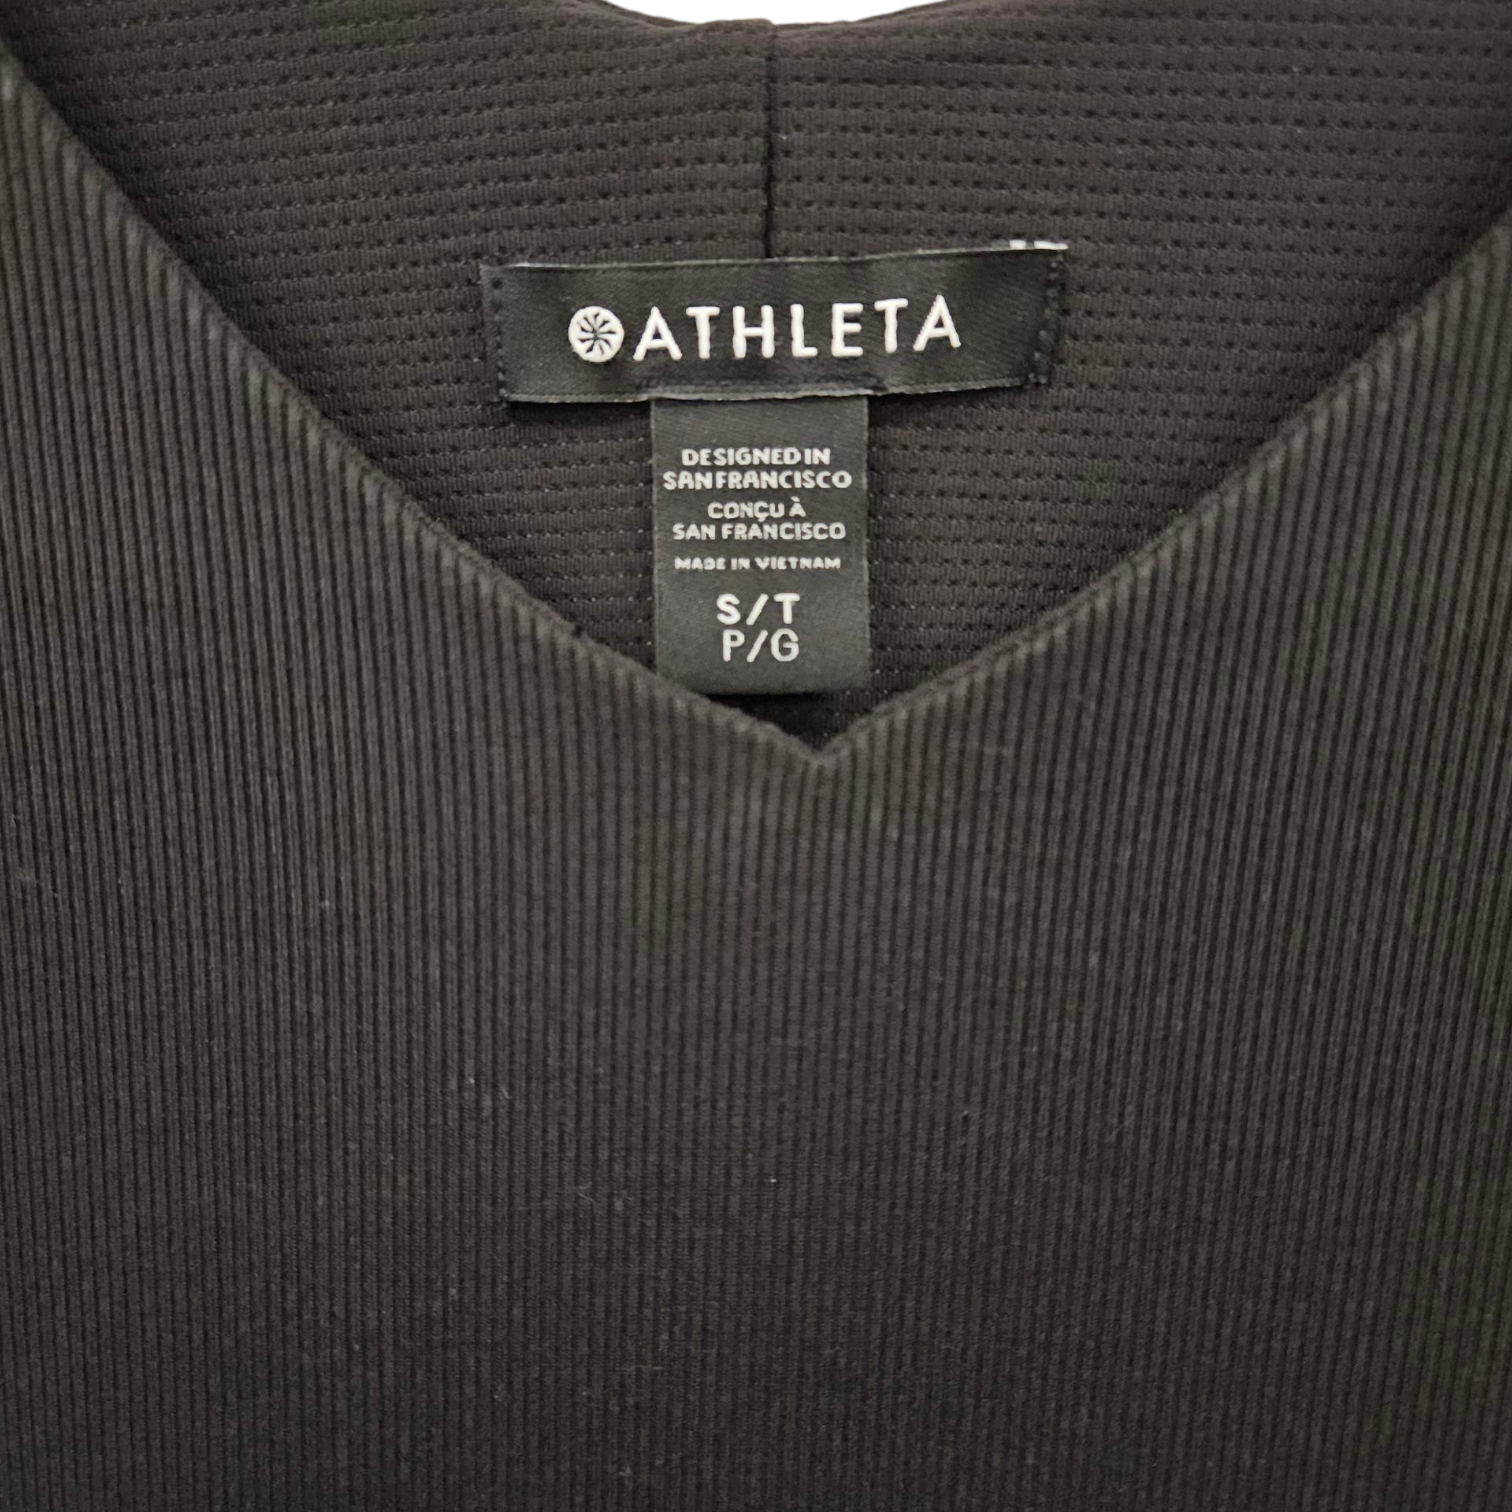 ATHLETA
DESIGNED IN
SAN FRANCISCO
CONÇU À
SAN FRANCISCO
MADE IN VIETNAM
S/T
P/G